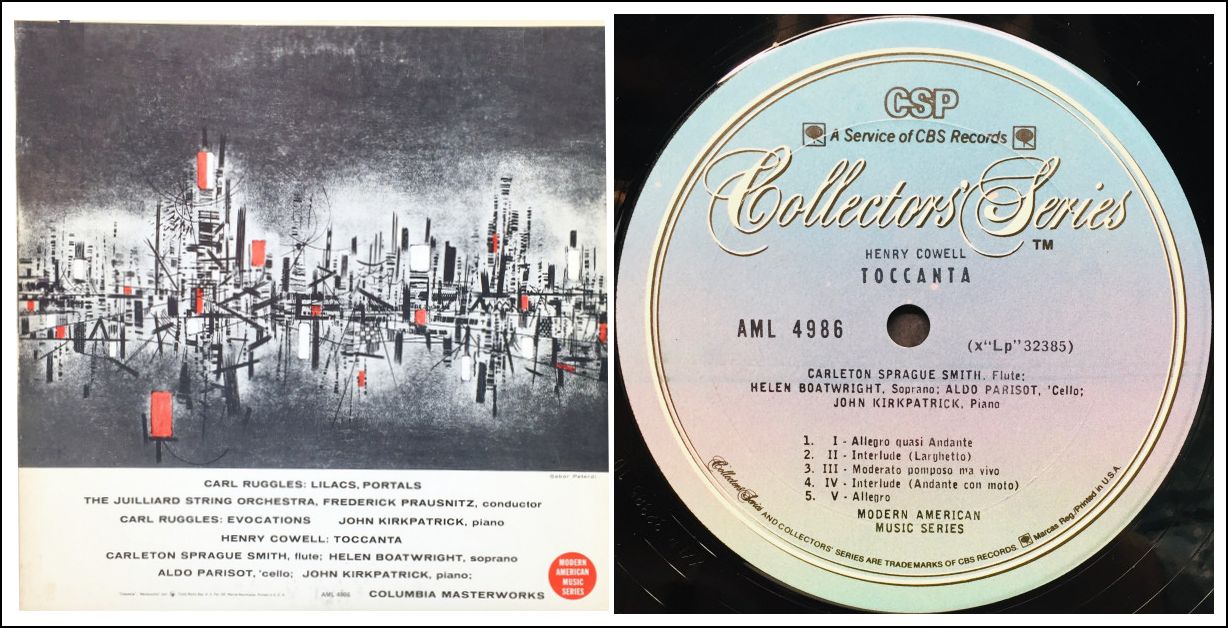 Gabor Peterdi
CARL RUGGLES: LILACS, PORTALS
THE JUILLIARD STRING ORCHESTRA, FREDERICK PRAUSNITZ, conductor
CARL RUGGLES: EVOCATIONS JOHN KIRKPATRICK, piano
HENRY COWELL: TOCCANTA
CARLETON SPRAGUE SMITH, flute; HELEN BOATWRIGHT, soprano
ALDO PARISOT, 'cello; JOHN KIRKPATRICK, piano;
AML 4986 COLUMBIA MASTERWORKS
MODERN
AMERICAN
MUSIC
SERIES
CSP
A Service of CBS Records
Collectors' Series
TM
HENRY COWELL
TOCCANTA
AML 4986
(x"Lp"32385)
CARLETON SPRAGUE SMITH, Flute;
HELEN BOATWRIGHT, Soprano; ALDO PARISOT, 'Cello;
JOHN KIRKPATRICK, Piano
1. I - Allegro quasi Andante
2. II - Interlude (Larghetto)
3. III - Moderato pomposo ma vivo
4. IV - Interlude (Andante con moto)
5. V - Allegro
MODERN AMERICAN
MUSIC SERIES
Collectors' Series AND COLLECTORS' SERIES ARE TRADEMARKS OF CBS RECORDS. Marcas Reg./Printed in U.S.A.